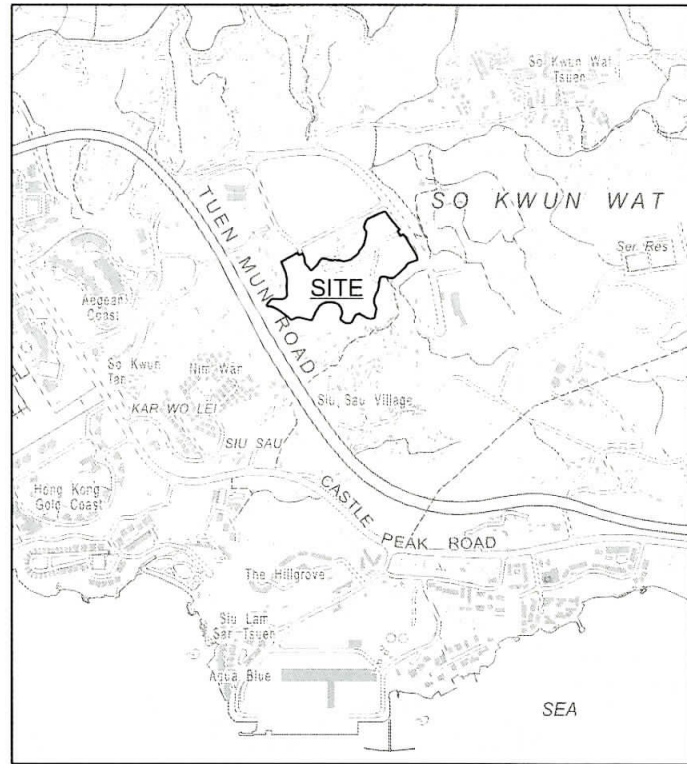 So Kwun Wat
Tsuen
SO KWUN WAT
TUEN MUN ROAD
Ser Res
SITE
Aegean
Coast
So Kwun
Tan
Nim Wan
KAR WO LEI
Siu Sau Village
SIU SAU
Hong Kong
Gold Coast
CASTLE PEAK ROAD
The Hillgrove
Siu Lam
San Tsuen
Aqua Blue
SEA